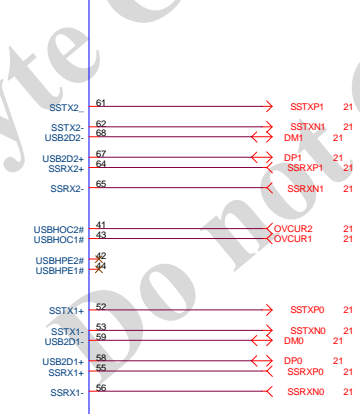 SSTX2_ 61 SSTXP1 21
SSTX2- 62 SSTXN1 21
USB2D2- 68 DM1 21
USB2D2+ 67 DP1 21
SSRX2+ 64 SSRXP1 21
SSRX2- 65 SSRXN1 21
USBHOC2# 41 OVCUR2 21
USBHOC1# 43 OVCUR1 21
USBHPE2# 42
USBHPE1# 44
SSTX1+ 52 SSTXP0 21
SSTX1- 53 SSTXN0 21
USB2D1- 59 DM0 21
USB2D1+ 58 DP0 21
SSRX1+ 55 SSRXP0 21
SSRX1- 56 SSRXN0 21
yte
Do not